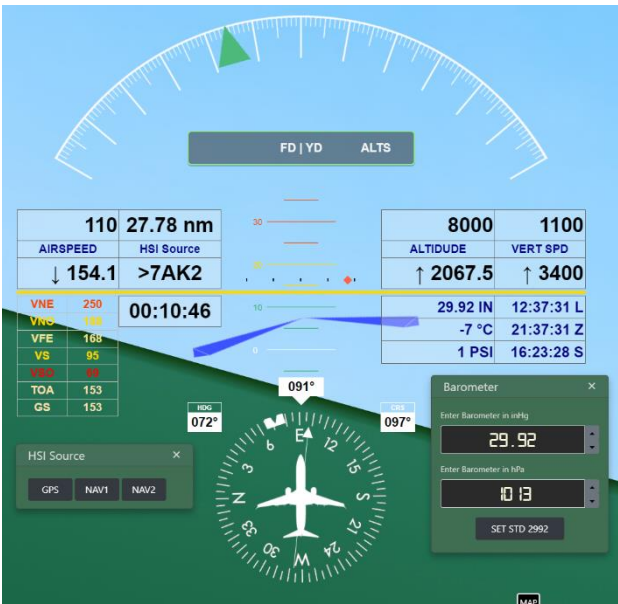 FD | YD ALTS
30
20
10
0
110 27.78 nm
AIRSPEED HSI Source
↓ 154.1 >7AK2
8000 1100
ALTIDUDE VERT SPD
↑ 2067.5 ↑ 3400
VNE 250
VNO
VFE 168
VS 95
VSO 69
TOA 153
GS 153
00:10:46
29.92 IN 12:37:31 L
-7 °C 21:37:31 Z
1 PSI 16:23:28 S
091°
HDG
072°
CRS
097°
N 3 6 E 12 15 S 21 24 W 30 33
HSI Source ×
GPS NAV1 NAV2
Barometer ×
Enter Barometer in inHg
29.92
Enter Barometer in hPa
1013
SET STD 2992
MAP